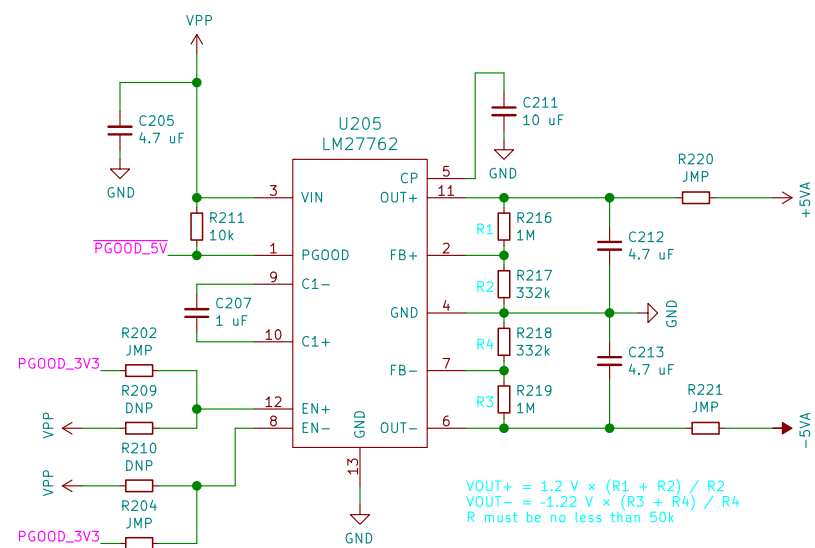 VPP
C205
4.7 uF
GND
U205
LM27762
C211
10 uF
GND
3
VIN
CP
5
OUT+
11
R220
JMP
+5VA
R211
10k
PGOOD_5V
1
PGOOD
R1
R216
1M
C212
4.7 uF
FB+
2
9
C1-
R2
R217
332k
C207
1 uF
GND
4
GND
10
C1+
R4
R218
332k
C213
4.7 uF
R202
JMP
PGOOD_3V3
FB-
7
R3
R219
1M
R209
DNP
VPP
12
EN+
8
EN-
GND
13
OUT-
6
R221
JMP
-5VA
R210
DNP
VPP
R204
JMP
PGOOD_3V3
GND
VOUT+ = 1.2 V × (R1 + R2) / R2
VOUT- = -1.22 V × (R3 + R4) / R4
R must be no less than 50k